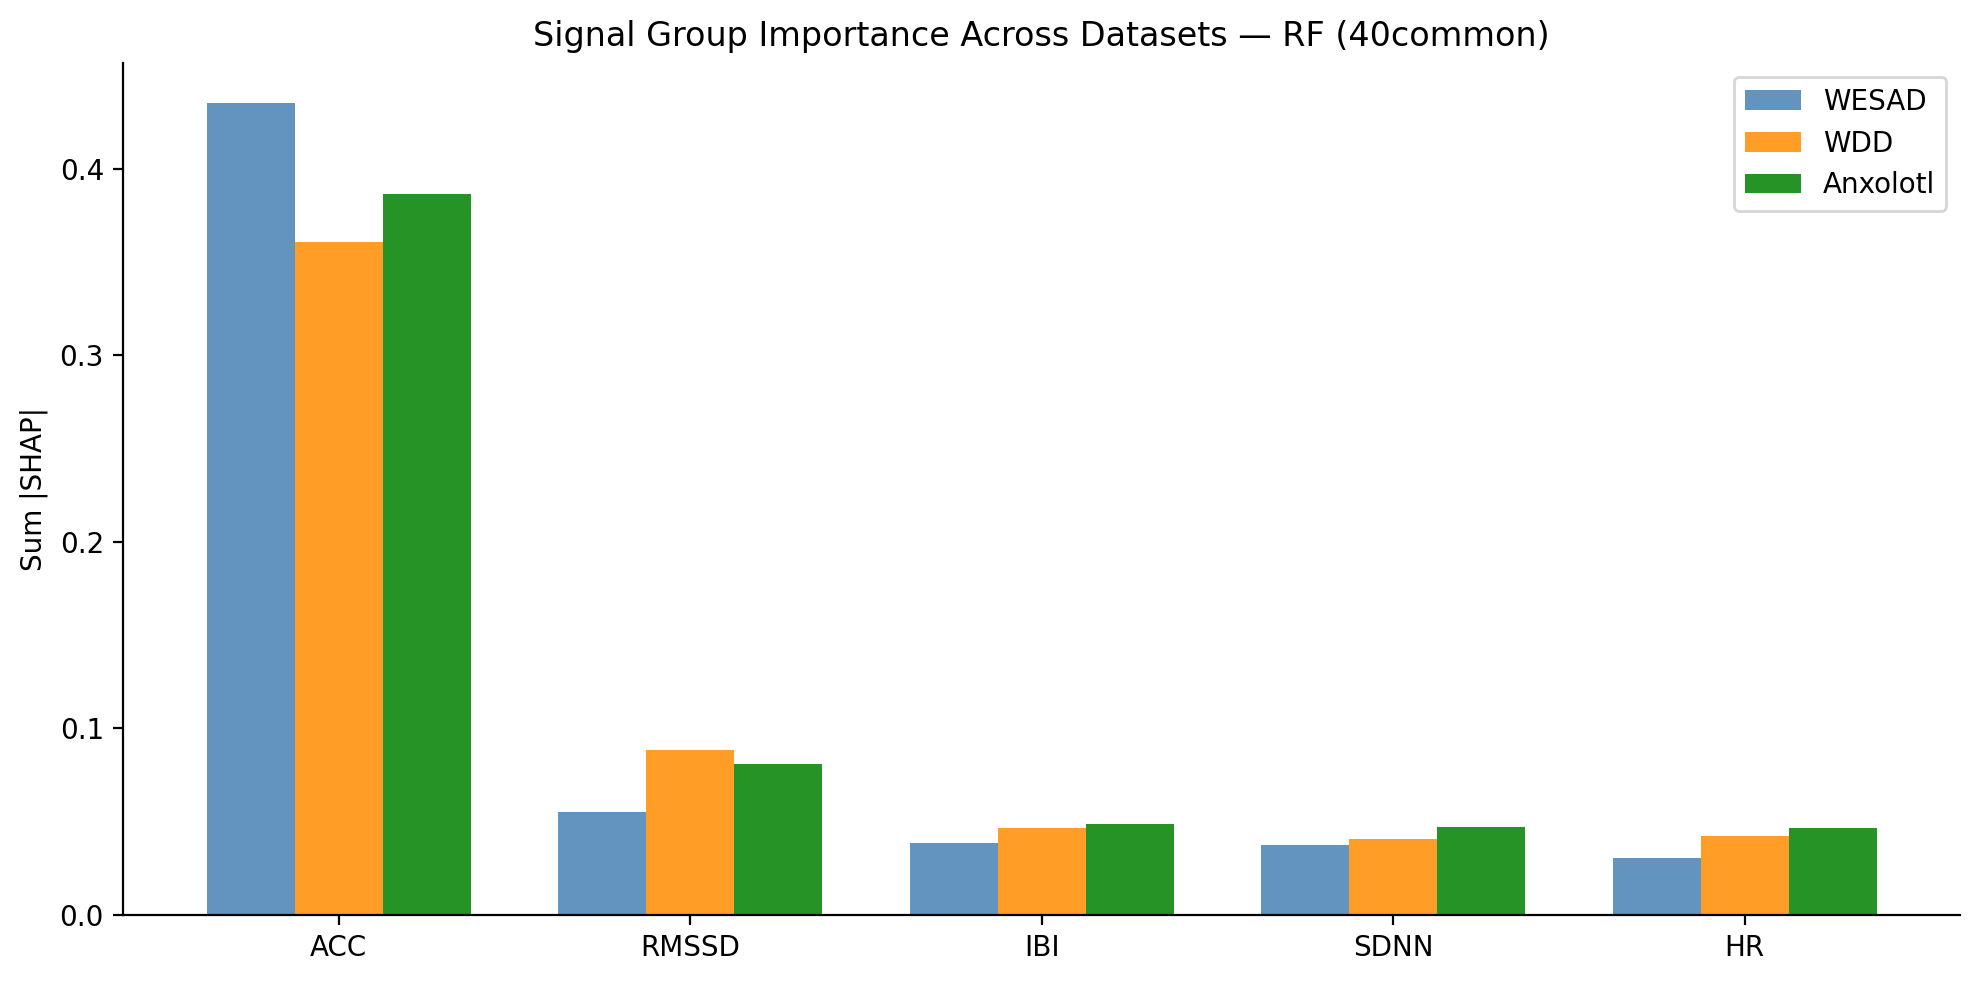 Signal Group Importance Across Datasets — RF (40common)
WESAD
WDD
Anxolotl
Sum |SHAP|
0.4
0.3
0.2
0.1
0.0
ACC
RMSSD
IBI
SDNN
HR